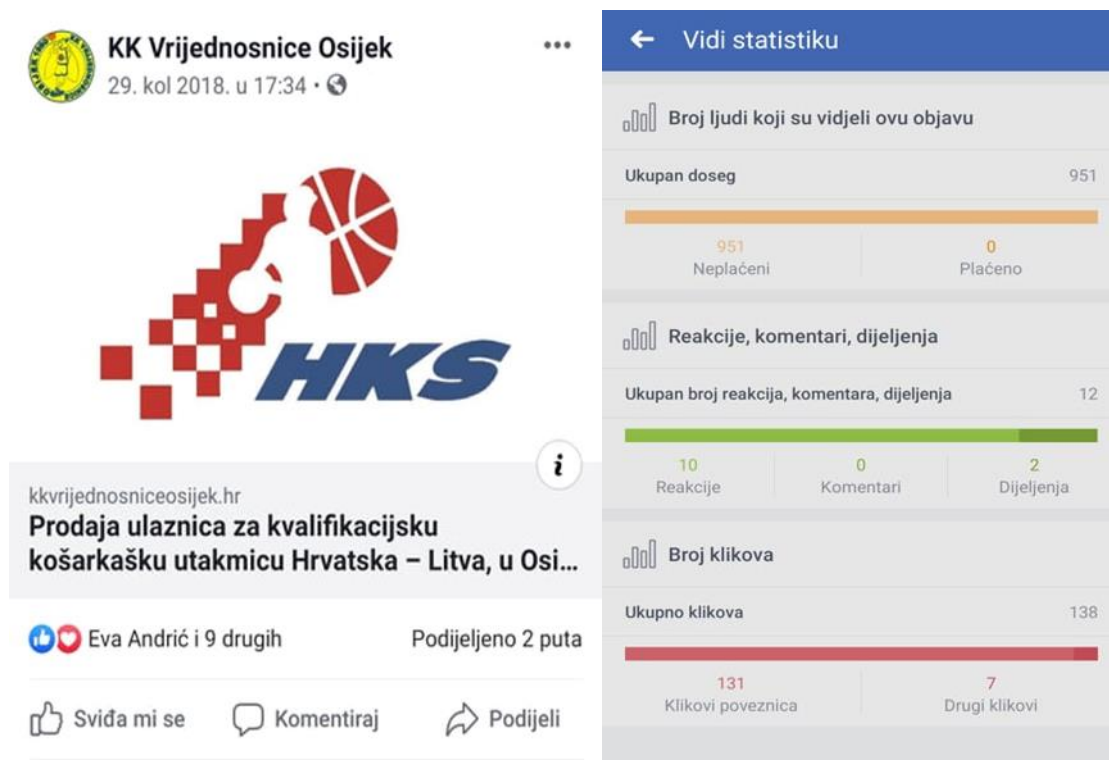 KK Vrijednosnice Osijek
29. kol 2018. u 17:34 ·
HKS
kkvrijednosniceosijek.hr
Prodaja ulaznica za kvalifikacijsku
košarkašku utakmicu Hrvatska – Litva, u Osi...
Eva Andrić i 9 drugih Podijeljeno 2 puta
Sviđa mi se Komentiraj Podijeli
Vidi statistiku
Broj ljudi koji su vidjeli ovu objavu
Ukupan doseg 951
951 0
Neplaćeni Plaćeno
Reakcije, komentari, dijeljenja
Ukupan broj reakcija, komentara, dijeljenja 12
10 0 2
Reakcije Komentari Dijeljenja
Broj klikova
Ukupno klikova 138
131 7
Klikovi poveznica Drugi klikovi